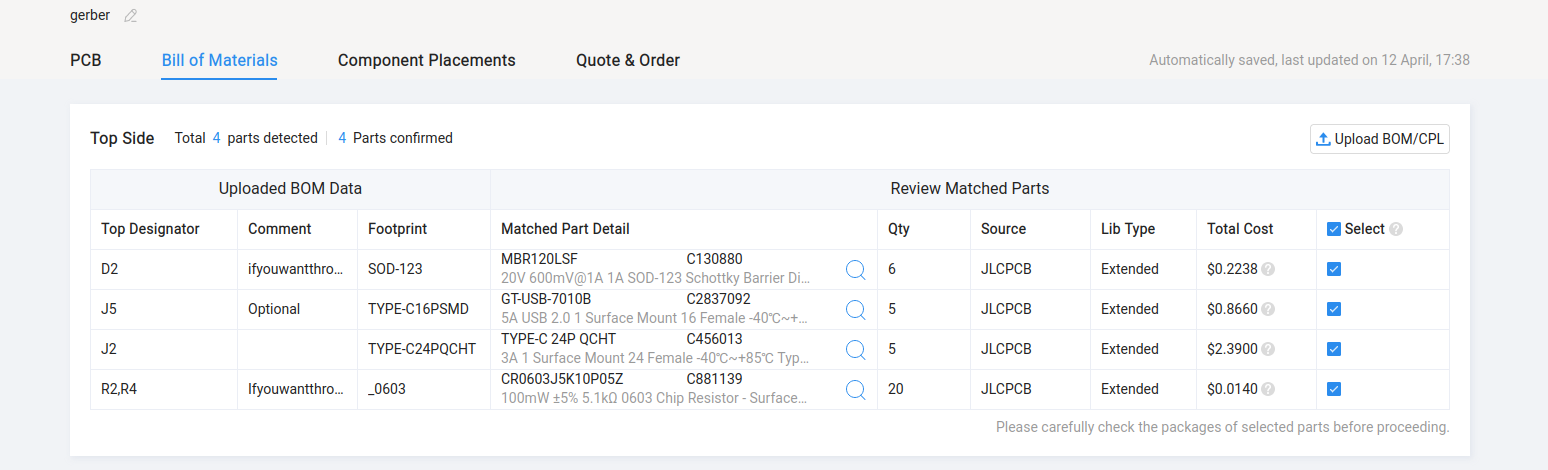 gerber
PCB Bill of Materials Component Placements Quote & Order Automatically saved, last updated on 12 April, 17:38
Top Side Total 4 parts detected 4 Parts confirmed Upload BOM/CPL
Uploaded BOM Data Review Matched Parts
Top Designator Comment Footprint Matched Part Detail Qty Source Lib Type Total Cost Select ?
D2 ifyouwantthro... SOD-123 MBR120LSF C130880 6 JLCPCB Extended $0.2238 ?
20V 600mV@1A 1A SOD-123 Schottky Barrier Di...
J5 Optional TYPE-C16PSMD GT-USB-7010B C2837092 5 JLCPCB Extended $0.8660 ?
5A USB 2.0 1 Surface Mount 16 Female -40℃~+...
J2 TYPE-C24PQCHT TYPE-C 24P QCHT C456013 5 JLCPCB Extended $2.3900 ?
3A 1 Surface Mount 24 Female -40℃~+85℃ Typ...
R2,R4 Ifyouwantthro... _0603 CR0603J5K10P05Z C881139 20 JLCPCB Extended $0.0140 ?
100mW ±5% 5.1kΩ 0603 Chip Resistor - Surface...
Please carefully check the packages of selected parts before proceeding.